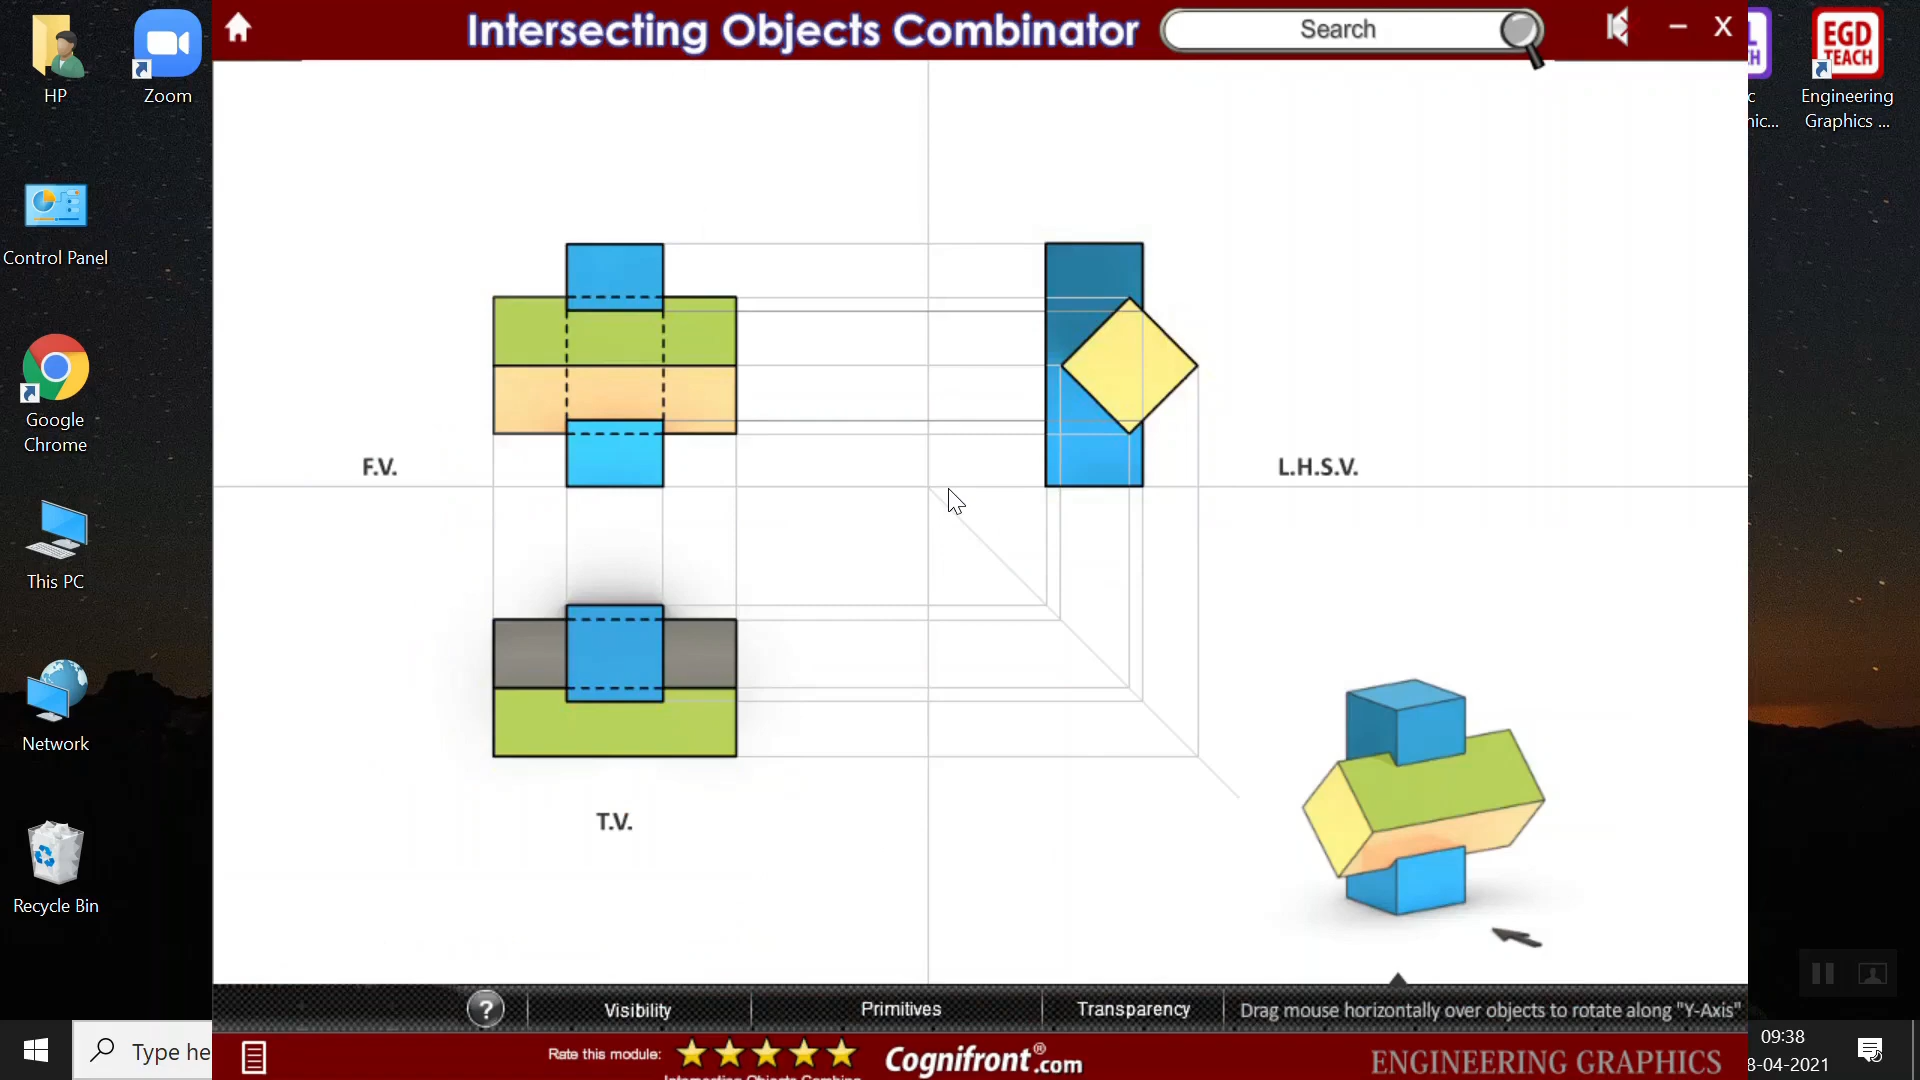 Intersecting Objects Combinator
Search
X
HP
Zoom
EGD
TEACH
Engineering
Graphics ...
Control Panel
Google
Chrome
This PC
Network
Recycle Bin
F.V.
L.H.S.V.
T.V.
?
Visibility
Primitives
Transparency
Drag mouse horizontally over objects to rotate along "Y-Axis"
Type he
Rate this module:
Cognifront®.com
ENGINEERING GRAPHICS
09:38
8-04-2021